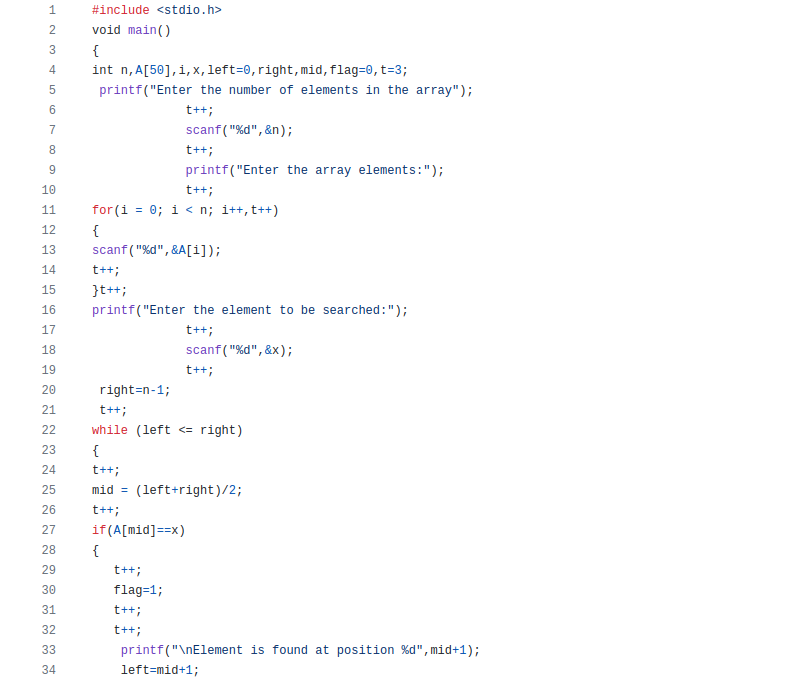 1 #include <stdio.h>
2 void main()
3 {
4 int n,A[50],i,x,left=0,right,mid,flag=0,t=3;
5 printf("Enter the number of elements in the array");
6 t++;
7 scanf("%d",&n);
8 t++;
9 printf("Enter the array elements:");
10 t++;
11 for(i = 0; i < n; i++,t++)
12 {
13 scanf("%d",&A[i]);
14 t++;
15 }t++;
16 printf("Enter the element to be searched:");
17 t++;
18 scanf("%d",&x);
19 t++;
20 right=n-1;
21 t++;
22 while (left <= right)
23 {
24 t++;
25 mid = (left+right)/2;
26 t++;
27 if(A[mid]==x)
28 {
29 t++;
30 flag=1;
31 t++;
32 t++;
33 printf("\nElement is found at position %d",mid+1);
34 left=mid+1;